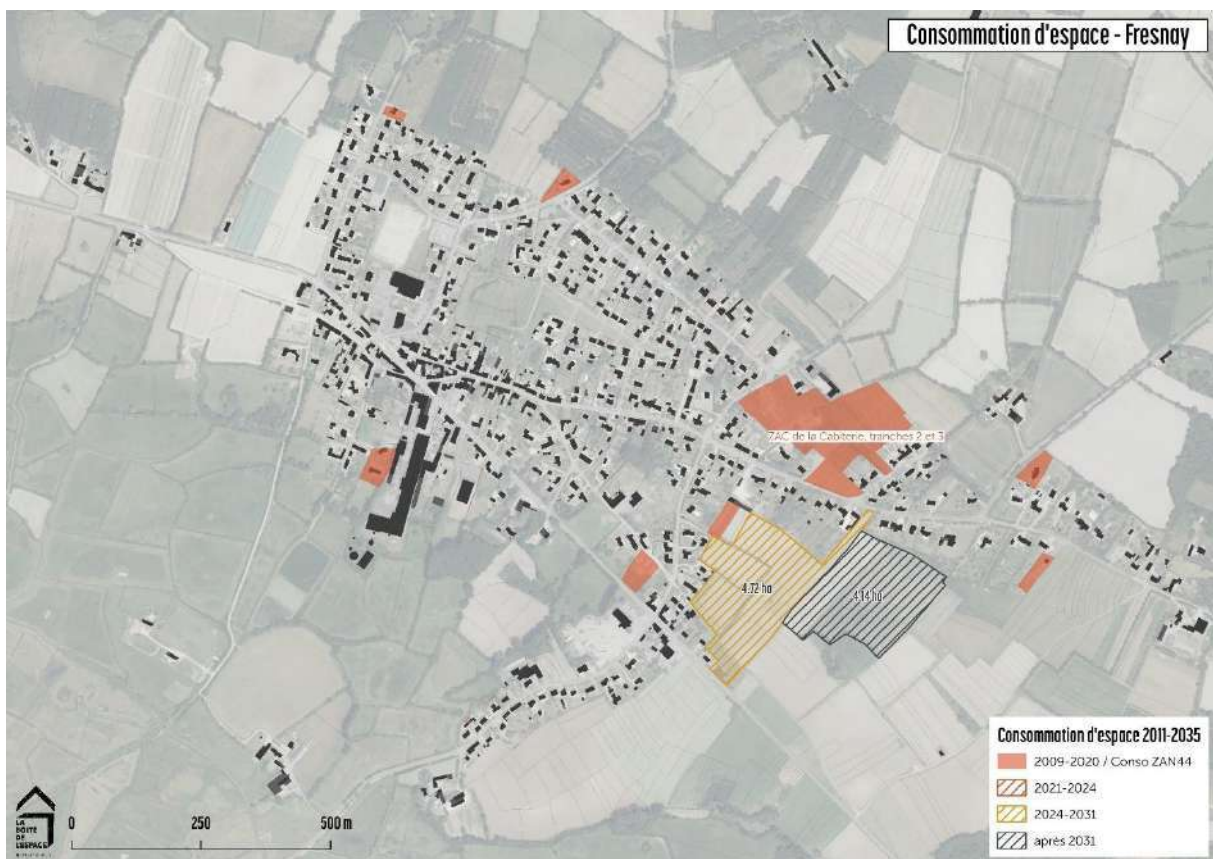 Consommation d'espace - Fresnay
ZAC de la Cabiterie, tranches 2 et 3
4.72 ha
4.14 ha
Consommation d'espace 2011-2035
2009-2020 / Conso ZAN44
2021-2024
2024-2031
après 2031
LA
BOITE
DE
L'ESPACE
0 250 500 m